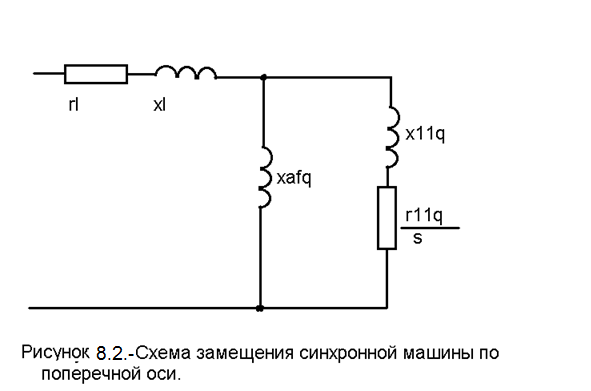 rl
xl
x11q
xafq
r11q
s
Рисунок 8.2.-Схема замещения синхронной машины по
поперечной оси.